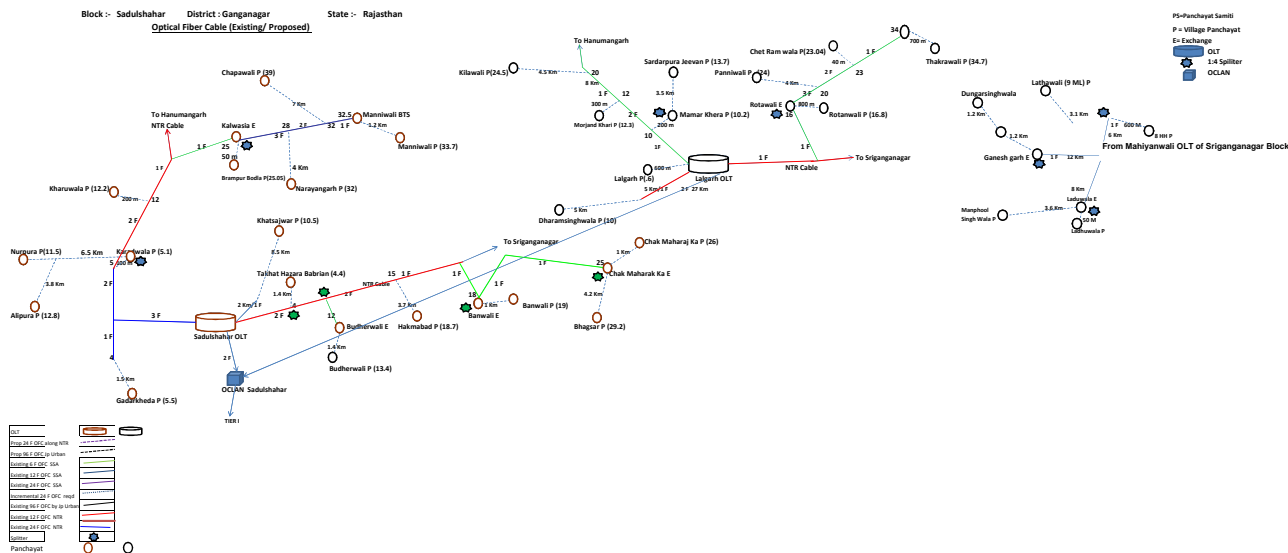 Block :- Sadulshahar District : Ganganagar State :- Rajasthan
Optical Fiber Cable (Existing/ Proposed)
PS=Panchayat Samiti
P = Village Panchayat
E= Exchange
OLT
1:4 Spiliter
OCLAN
To Hanumangarh
NTR Cable
Chapawali P (39)
7 Km
32.5
Manniwali BTS
Kalwasia E
28
2 F
32
1 F
3 F
1.2 Km
Manniwali P (33.7)
1 F
25
50 m
Brampur Bodla P(25.05)
4 Km
Narayangarh P (32)
1 F
Kharuwala P (12.2)
200 m
12
2 F
Khatsajwar P (10.5)
8.5 Km
6.5 Km
Nurpura P(11.5)
5
3.8 Km
Alipura P (12.8)
2 F
3 F
1 F
4
1.5 Km
Gadarkheda P (5.5)
Takhat Hazara Babrian (4.4)
1.4 Km
2 Km
1 F
4
2 F
Sadulshahar OLT
2 F
OCLAN Sadulshahar
TIER I
2 F
12
Budherwali E
1.4 Km
Budherwali P (13.4)
15
1 F
NTR Cable
3.7 Km
Hakmabad P (18.7)
To Sriganganagar
1 F
1 F
18
1 Km
Banwali P (19)
Banwali E
1 F
25
1 Km
Chak Maharaj Ka P (26)
Chak Maharak Ka E
4.2 Km
Bhagsar P (29.2)
To Hanumangarh
Kilawali P(24.5)
4.5 Km
20
8 Km
1 F
12
300 m
Morjand Khari P (12.3)
2 F
10
1F
Sardarpura Jeevan P (13.7)
3.5 Km
Mamar Khera P (10.2)
200 m
Lalgarh P(.6)
600 m
5 Km/1 F
2 F 27 Km
Lalgarh OLT
5 Km
Dharamsinghwala P (10)
1 F
NTR Cable
To Sriganganagar
1 F
Chet Ram wala P(23.04)
40 m
2 F
23
1 F
34
700 m
Thakrawali P (34.7)
4 Km
3 F
20
Rotawali E
800 m
16
Rotanwali P (16.8)
Lathawali (9 ML) P
3.1 Km
Dungarsinghwala
1.2 Km
1.2 Km
Ganesh garh E
1 F 12 Km
1 F 600 M
6 Km
8 HH P
From Mahiyanwali OLT of Sriganganagar Block
8 Km
Laduwala E
3.6 Km
Manphool
Singh Wala P
50 M
Ladhuwala P
OLT
Prop 24 F OFC along NTR
Prop 96 F OFC ip Urban
Existing 6 F OFC SSA
Existing 12 F OFC SSA
Existing 24 F OFC SSA
Incremental 24 F OFC reqd
Existing 96 F OFC by ip Urban
Existing 12 F OFC NTR
Existing 24 F OFC NTR
Splitter
Panchayat